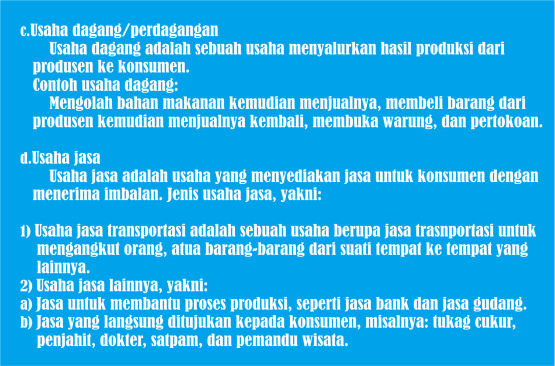 c.Usaha dagang/perdagangan
Usaha dagang adalah sebuah usaha menyalurkan hasil produksi dari
produsen ke konsumen.
Contoh usaha dagang:
Mengolah bahan makanan kemudian menjualnya, membeli barang dari
produsen kemudian menjualnya kembali, membuka warung, dan pertokoan.
d.Usaha jasa
Usaha jasa adalah usaha yang menyediakan jasa untuk konsumen dengan
menerima imbalan. Jenis usaha jasa, yakni:
1) Usaha jasa transportasi adalah sebuah usaha berupa jasa trasnportasi untuk
mengangkut orang, atua barang-barang dari suati tempat ke tempat yang
lainnya.
2) Usaha jasa lainnya, yakni:
a) Jasa untuk membantu proses produksi, seperti jasa bank dan jasa gudang.
b) Jasa yang langsung ditujukan kepada konsumen, misalnya: tukag cukur,
penjahit, dokter, satpam, dan pemandu wisata.